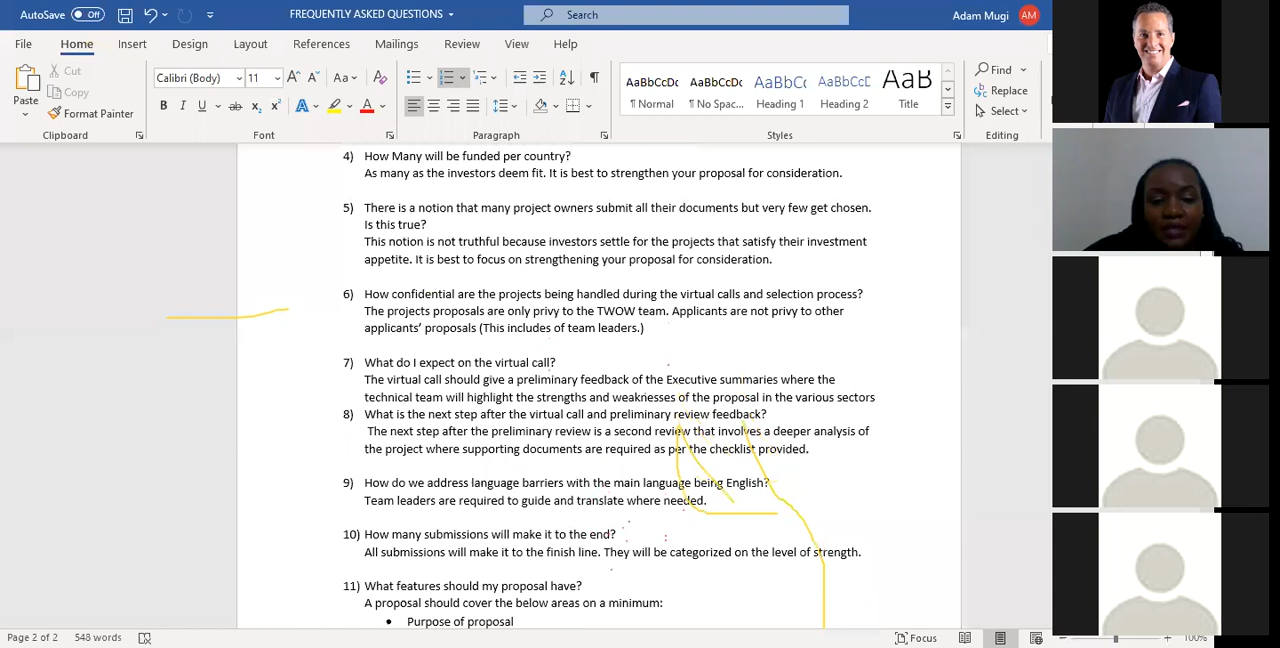 AutoSave Off FREQUENTLY ASKED QUESTIONS Search Adam Mugi AM
File Home Insert Design Layout References Mailings Review View Help
Paste Cut Copy Format Painter
Calibri (Body) 11
AaBbCcDc AaBbCcDc AaBbCc AaBbCcD AaB
¶ Normal ¶ No Spac... Heading 1 Heading 2 Title
Find
Replace
Select
Clipboard Font Paragraph Styles Editing
4) How Many will be funded per country?
As many as the investors deem fit. It is best to strengthen your proposal for consideration.
5) There is a notion that many project owners submit all their documents but very few get chosen.
Is this true?
This notion is not truthful because investors settle for the projects that satisfy their investment
appetite. It is best to focus on strengthening your proposal for consideration.
6) How confidential are the projects being handled during the virtual calls and selection process?
The projects proposals are only privy to the TWOW team. Applicants are not privy to other
applicants’ proposals (This includes of team leaders.)
7) What do I expect on the virtual call?
The virtual call should give a preliminary feedback of the Executive summaries where the
technical team will highlight the strengths and weaknesses of the proposal in the various sectors
8) What is the next step after the virtual call and preliminary review feedback?
The next step after the preliminary review is a second review that involves a deeper analysis of
the project where supporting documents are required as per the checklist provided.
9) How do we address language barriers with the main language being English?
Team leaders are required to guide and translate where needed.
10) How many submissions will make it to the end?
All submissions will make it to the finish line. They will be categorized on the level of strength.
11) What features should my proposal have?
A proposal should cover the below areas on a minimum:
• Purpose of proposal
Page 2 of 2 548 words Focus 100%